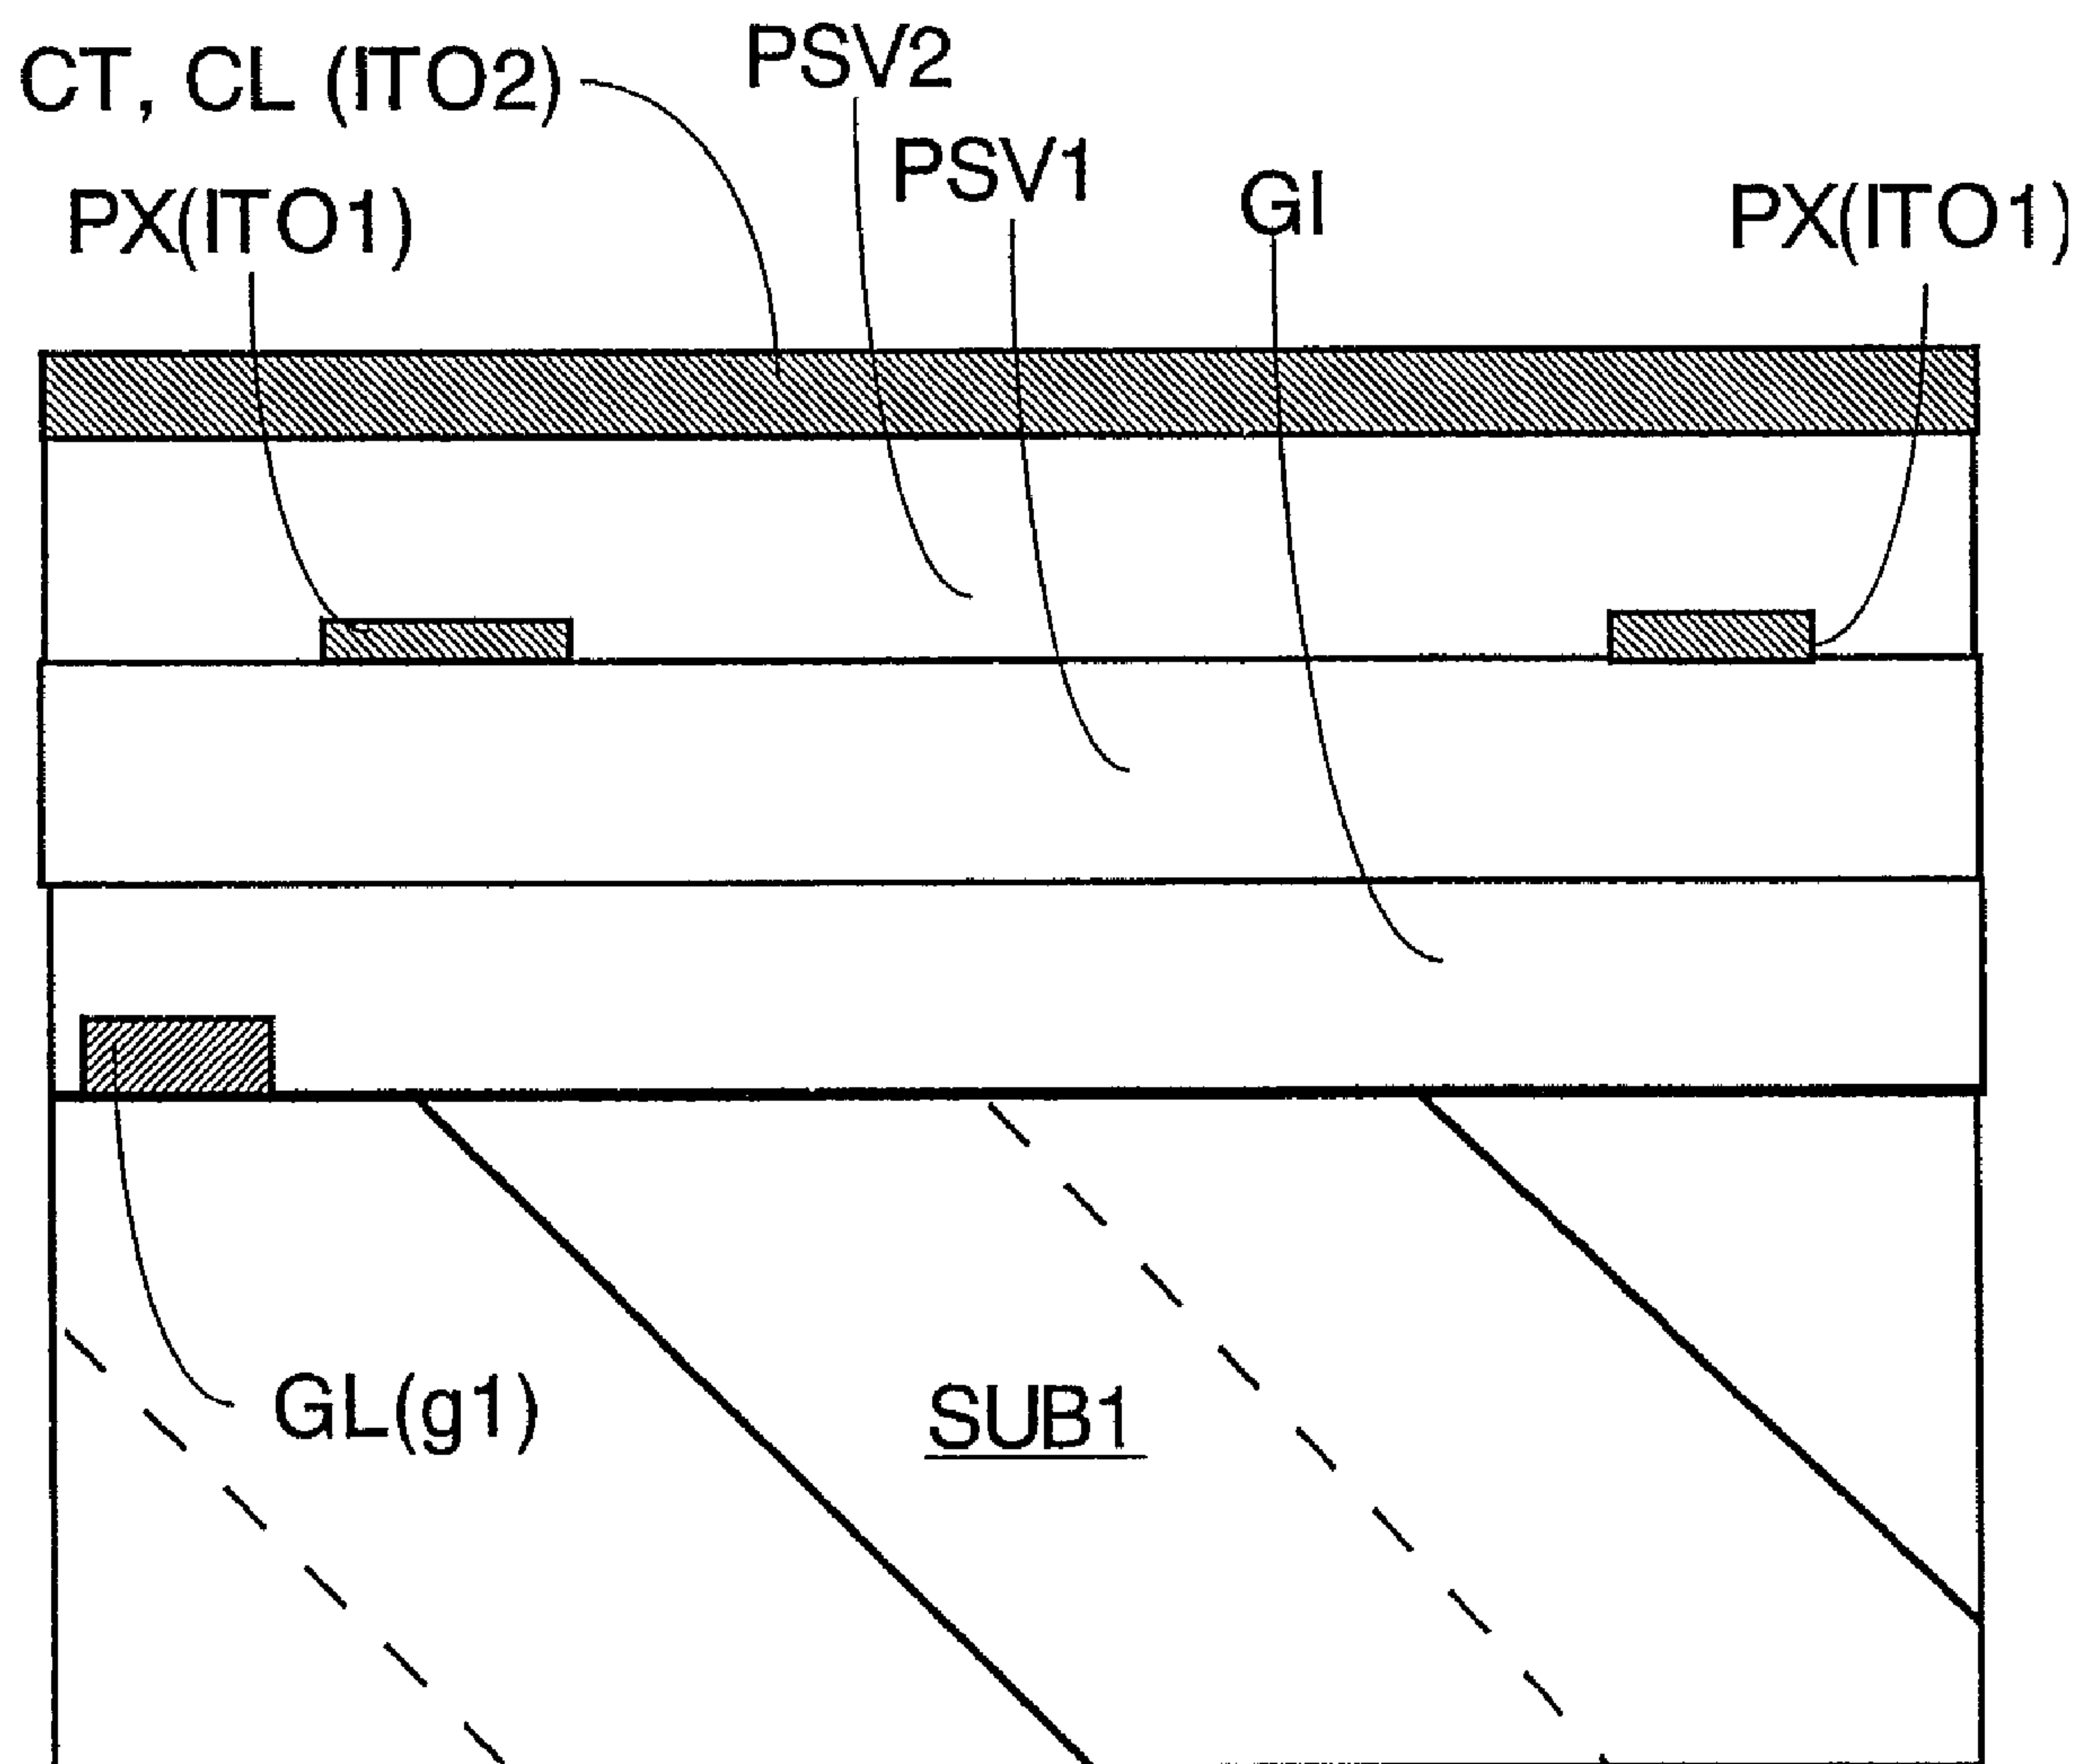 CT, CL (ITO2)
PSV2
PSV1
PX(ITO1)
GI
PX(ITO1)
GL(g1)
SUB1